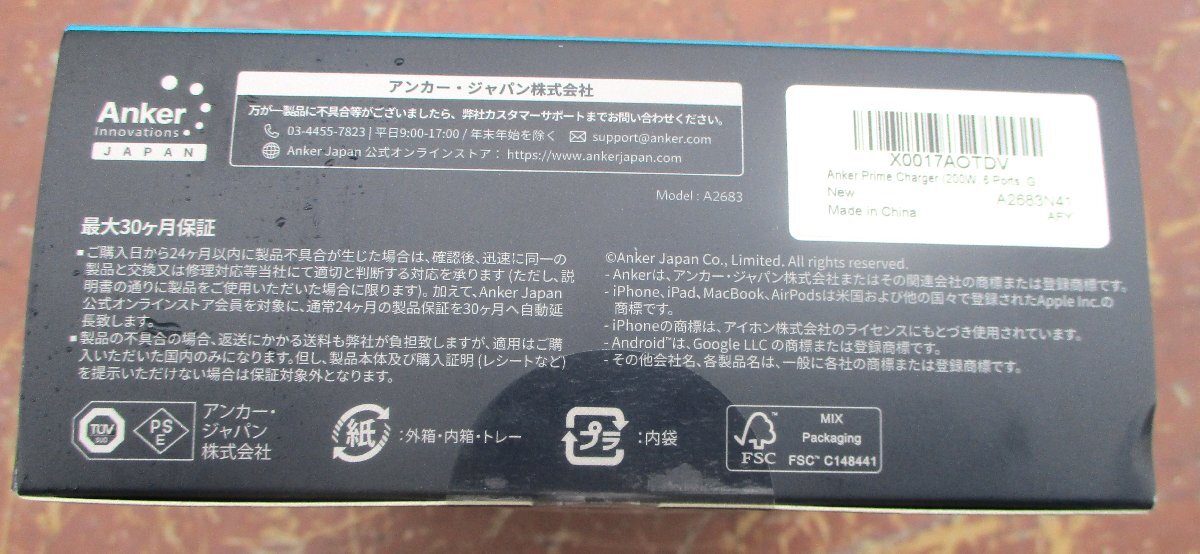 Anker
Innovations
JAPAN
アンカー・ジャパン株式会社
万が一製品に不具合等がございましたら、弊社カスタマーサポートまでお問い合わせください。
03-4455-7823 | 平日9:00-17:00 / 年末年始を除く support@anker.com
Anker Japan 公式オンラインストア： https://www.ankerjapan.com
Model : A2683
X0017AOTDV
Anker Prime Charger (200W, 6 Ports, G
New A2683N41
Made in China APY
最大30ヶ月保証
■ご購入日から24ヶ月以内に製品不具合が生じた場合は、確認後、迅速に同一の
製品と交換又は修理対応等当社にて適切と判断する対応を承ります (ただし、説
明書の通りに製品をご使用いただいた場合に限ります)。加えて、Anker Japan
公式オンラインストア会員を対象に、通常24ヶ月の製品保証を30ヶ月へ自動延
長致します。
■製品の不具合の場合、返送にかかる送料も弊社が負担致しますが、適用はご購
入いただいた国内のみになります。但し、製品本体及び購入証明 (レシートなど)
を提示いただけない場合は保証対象外となります。
©Anker Japan Co., Limited. All rights reserved.
- Ankerは、アンカー・ジャパン株式会社またはその関連会社の商標または登録商標です。
- iPhone、iPad、MacBook、AirPodsは米国および他の国々で登録されたApple Inc.の
商標です。
- iPhoneの商標は、アイホン株式会社のライセンスにもとづき使用されています。
- Android™は、Google LLC の商標または登録商標です。
- その他会社名、各製品名は、一般に各社の商標または登録商標です。
TÜV
SÜD
PS
E
アンカー・
ジャパン
株式会社
紙
：外箱・内箱・トレー
プラ
：内袋
FSC
MIX
Packaging
FSC™ C148441